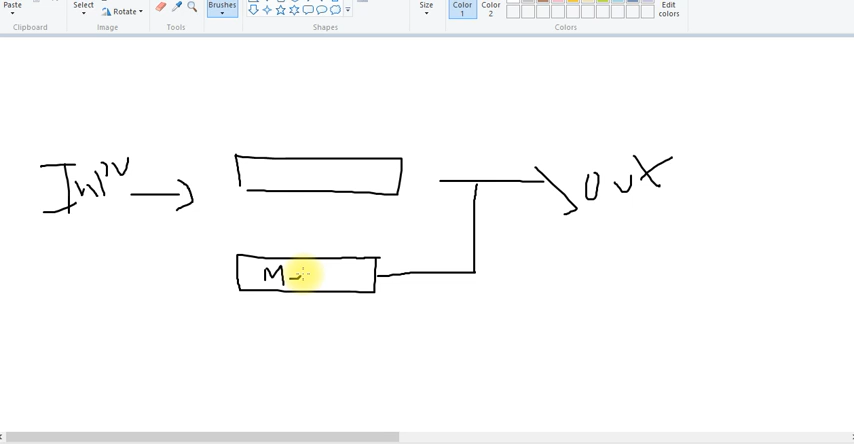 Paste
Select
Rotate
Brushes
Size
Color 1
Color 2
Edit colors
Clipboard
Image
Tools
Shapes
Colors
OUT
M